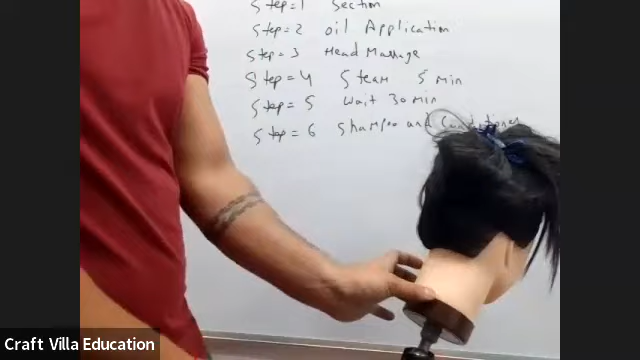 Step=1 Section
Step=2 oil Application
Step=3 Head Massage
Step=4 Steam 5 Min
Step=5 Wait 30 min
Step=6 Shampoo and Conditioner
Craft Villa Education